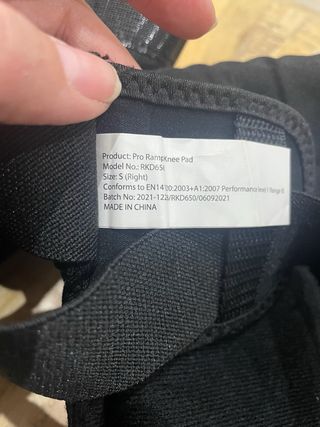 Product: Pro Ramp Knee Pad
Model No.: RKD650
Size: S (Right)
Conforms to EN14120:2003+A1:2007 Performance level 1 Range B
Batch No: 2021-123/RKD650/06092021
MADE IN CHINA